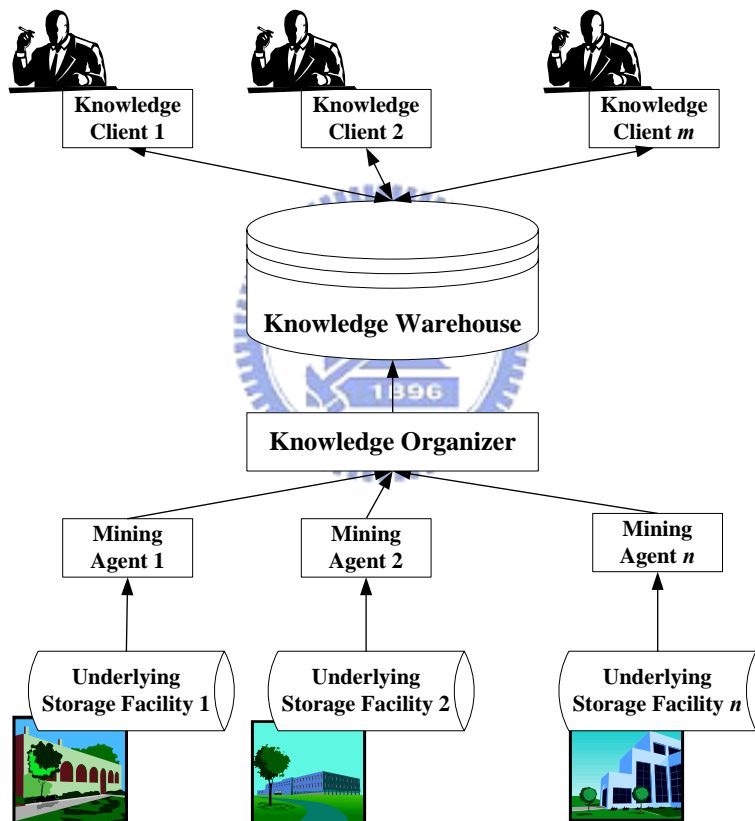 Knowledge
Client 1
Knowledge
Client 2
Knowledge
Client m
Knowledge Warehouse
1896
Knowledge Organizer
Mining
Agent 1
Mining
Agent 2
Mining
Agent n
Underlying
Storage Facility 1
Underlying
Storage Facility 2
Underlying
Storage Facility n